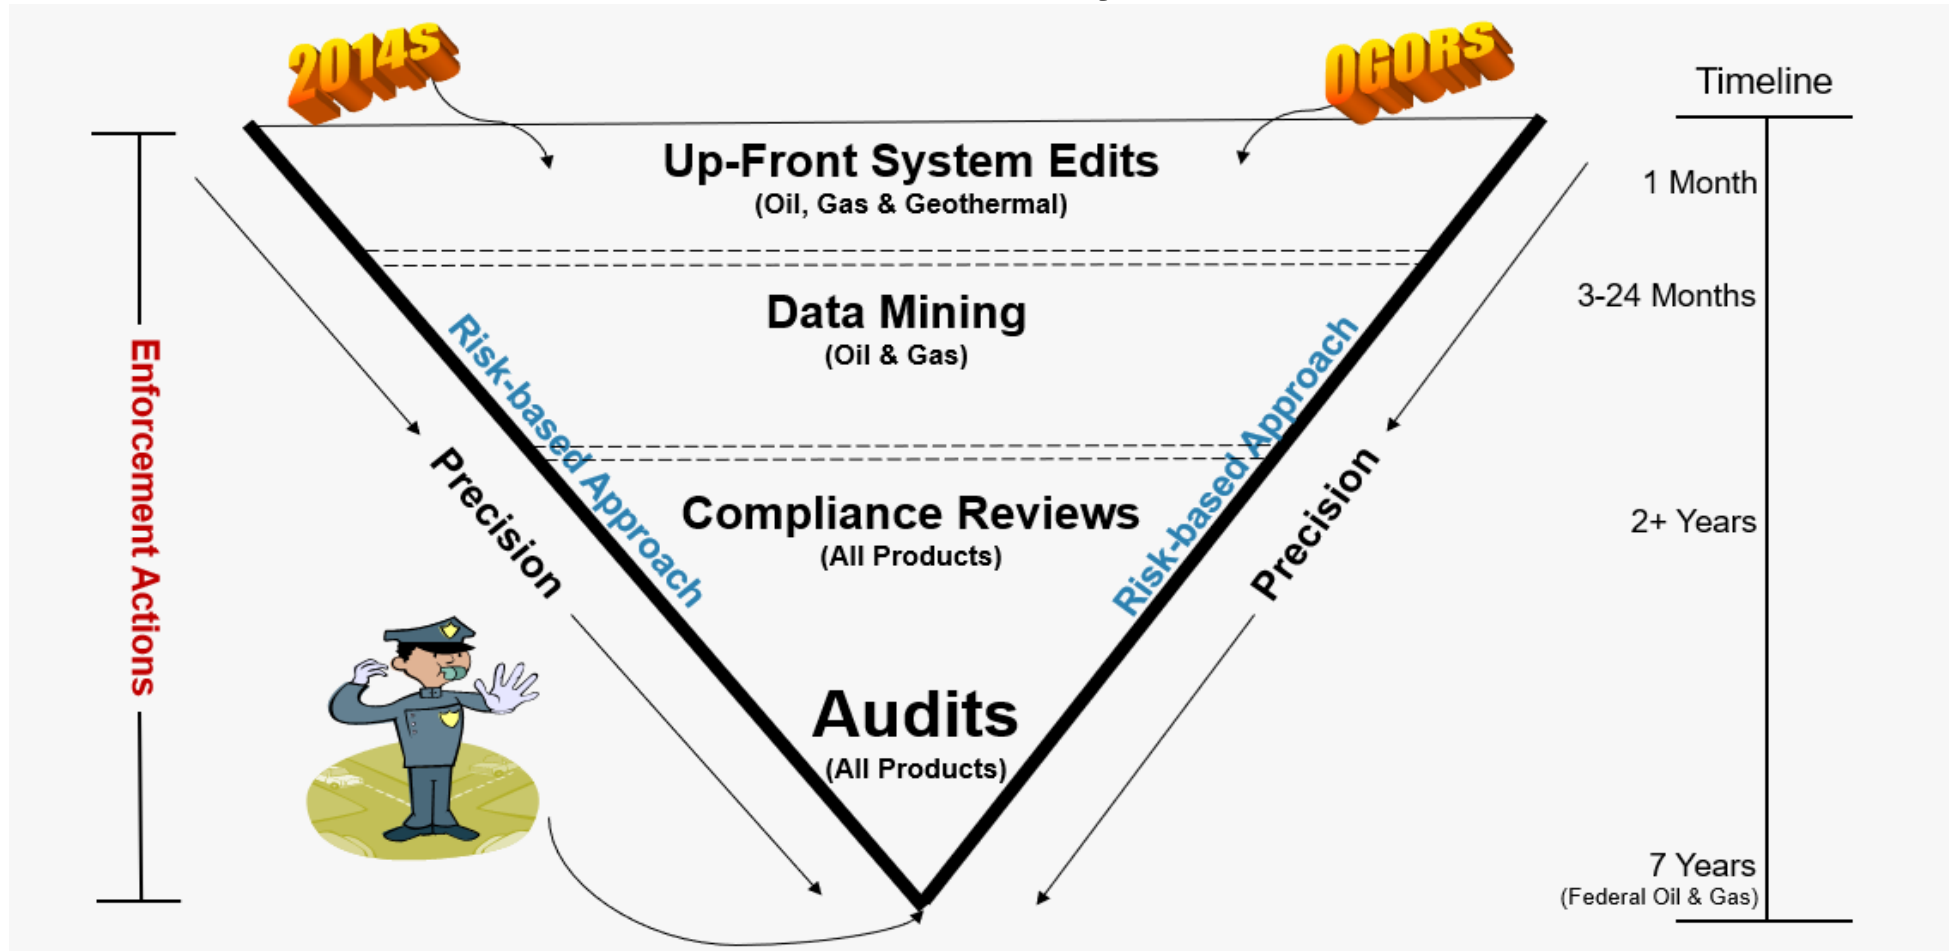 2014s
OGORS
Timeline
Up-Front System Edits
(Oil, Gas & Geothermal)
1 Month
Data Mining
(Oil & Gas)
3-24 Months
Enforcement Actions
Risk-based Approach
Risk-based Approach
Precision
Precision
Compliance Reviews
(All Products)
2+ Years
Audits
(All Products)
7 Years
(Federal Oil & Gas)